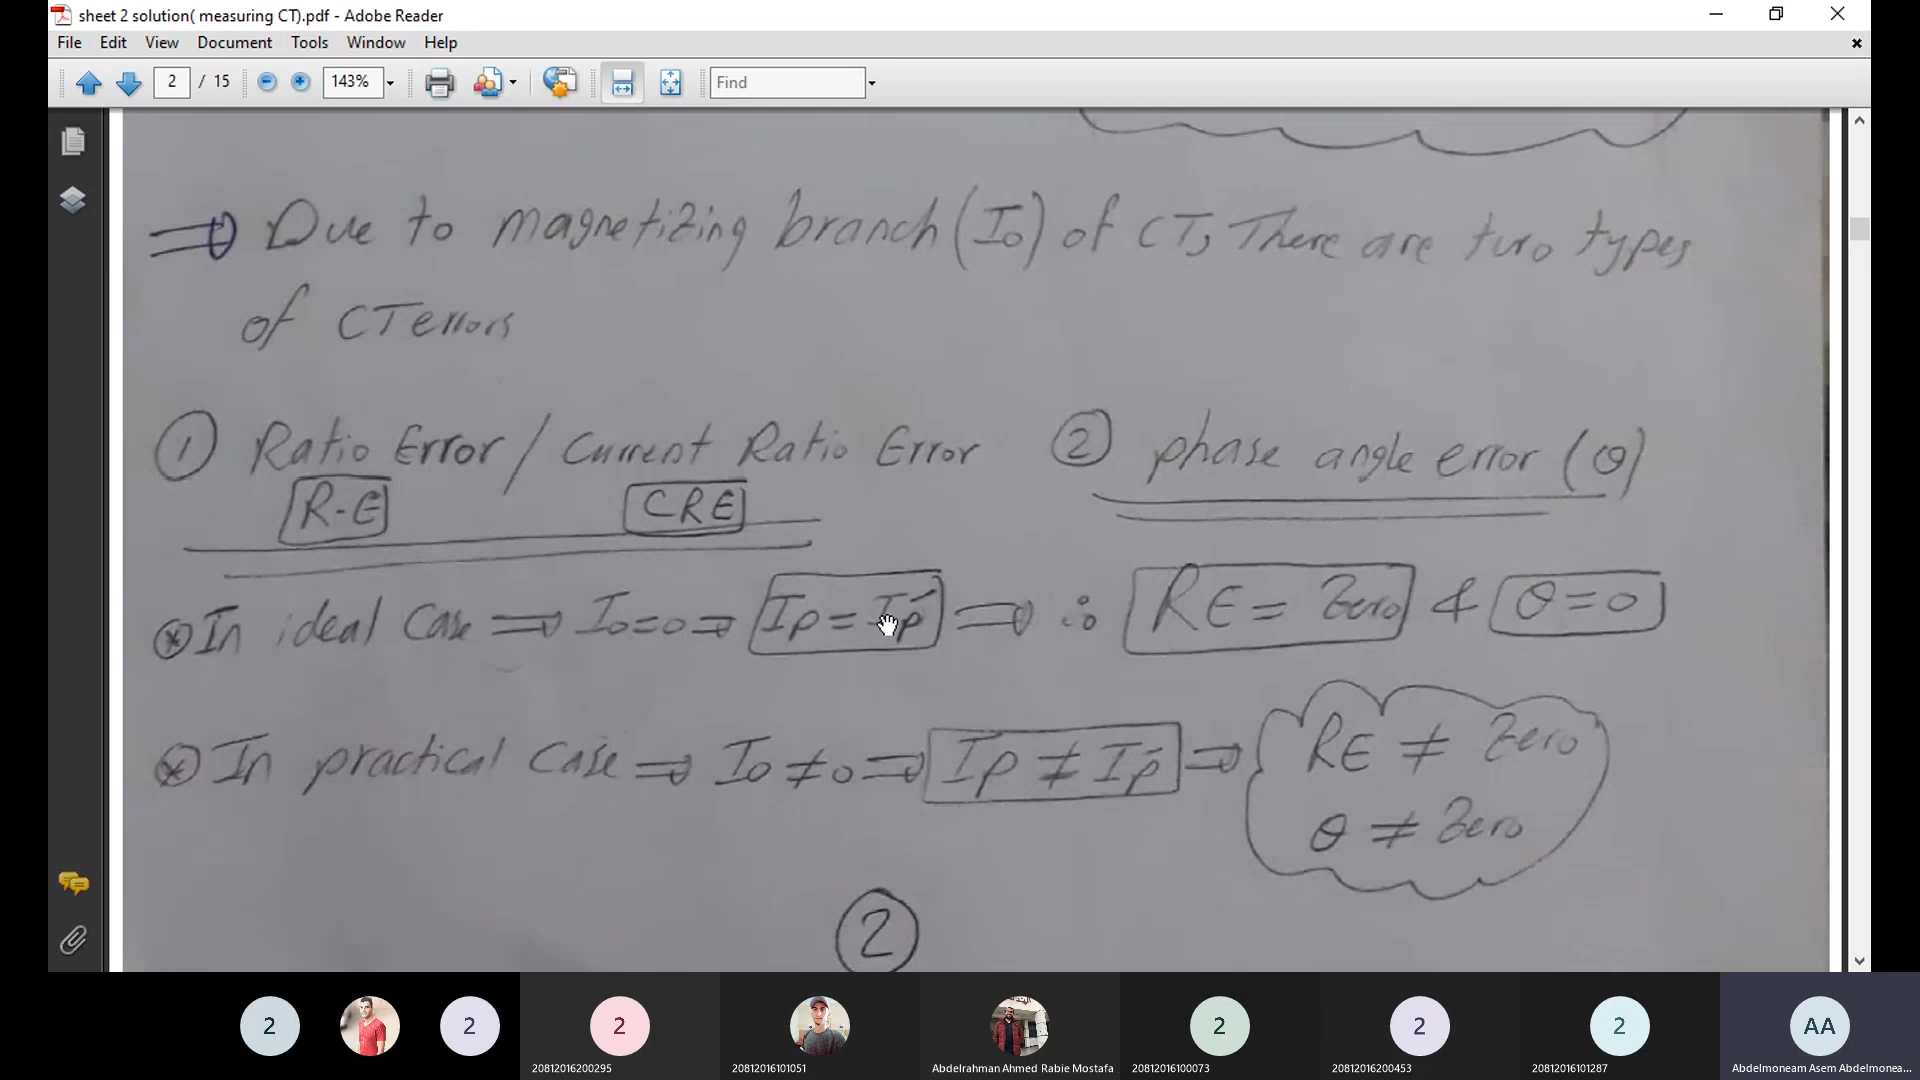 sheet 2 solution( measuring CT).pdf - Adobe Reader
File Edit View Document Tools Window Help
2 / 15 143% Find
⇒ Due to magnetizing branch (Io) of CT, There are two types
of CT errors
① Ratio Error / Current Ratio Error ② phase angle error (θ)
R.E CRE
⊛ In ideal Case ⇒ Io=0 ⇒ Ip = Ip' ⇒ ∴ RE = Zero & θ = 0
⊛ In practical Case ⇒ Io ≠ 0 ⇒ Ip ≠ Ip' ⇒ RE ≠ Zero
θ ≠ Zero
2
2 2 2 2 2 2 AA
20812016200295 20812016101051 Abdelrahman Ahmed Rabie Mostafa 20812016100073 20812016200453 20812016101287 Abdelmoneam Asem Abdelmonea...